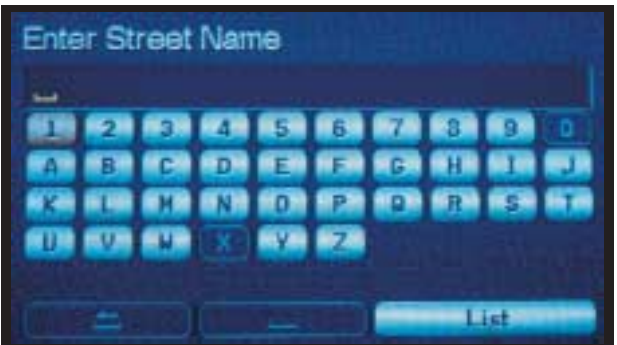 Enter Street Name
1 2 3 4 5 6 7 8 9 0
A B C D E F G H I J
K L M N O P Q R S T
U V W X Y Z
List